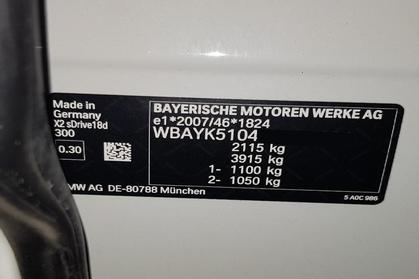 Made in
Germany
X2 sDrive18d
300
0.30
BAYERISCHE MOTOREN WERKE AG
e1*2007/46*1824
WBAYK5104
2115 kg
3915 kg
1- 1100 kg
2- 1050 kg
MW AG DE-80788 München
5 A0C 986